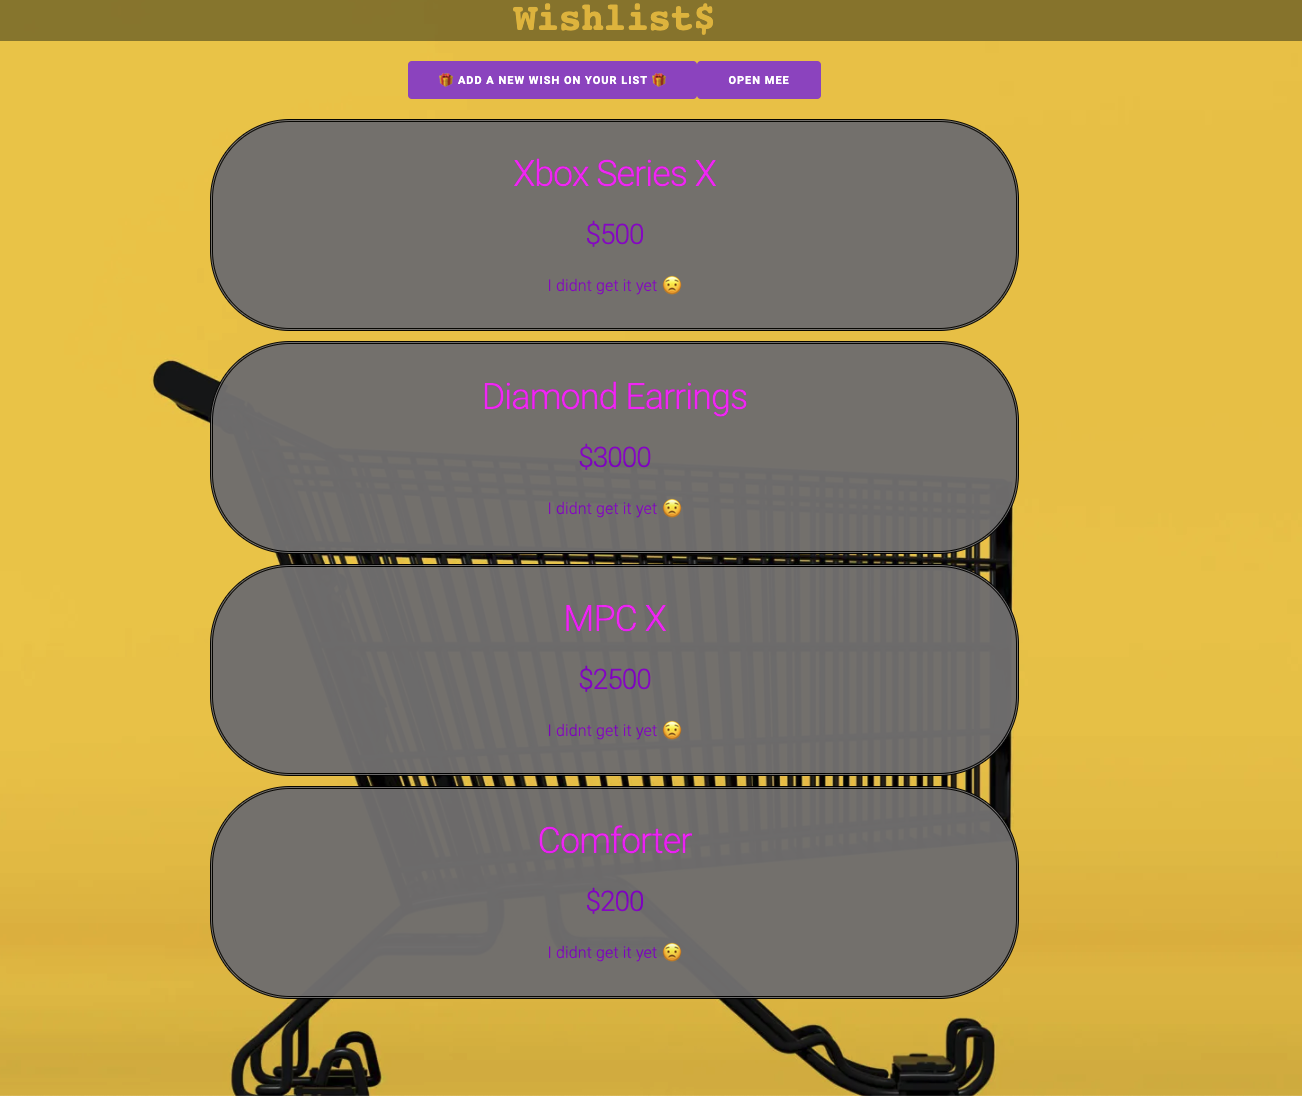 Wishlist$
🎁 ADD A NEW WISH ON YOUR LIST 🎁 OPEN MEE
Xbox Series X
$500
I didnt get it yet 😟
Diamond Earrings
$3000
I didnt get it yet 😟
MPC X
$2500
I didnt get it yet 😟
Comforter
$200
I didnt get it yet 😟